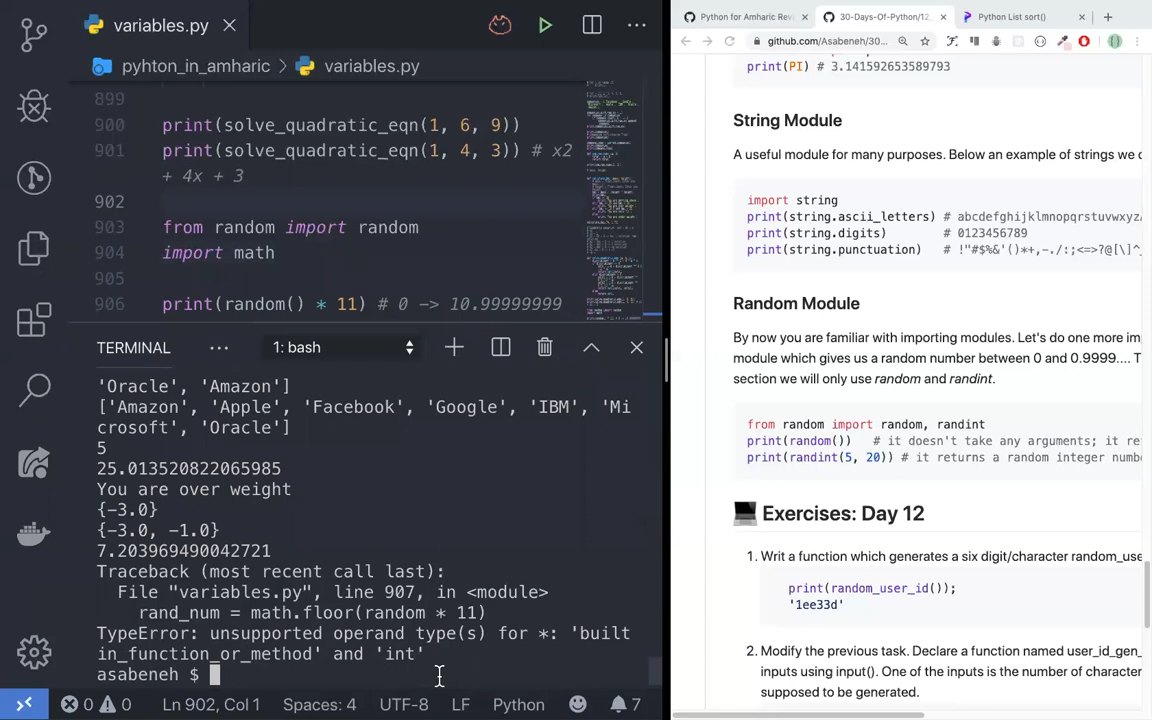 variables.py
pyhton_in_amharic > variables.py
899
900 print(solve_quadratic_eqn(1, 6, 9))
901 print(solve_quadratic_eqn(1, 4, 3)) # x2
+ 4x + 3
902
903 from random import random
904 import math
905
906 print(random() * 11) # 0 -> 10.99999999
TERMINAL ... 1: bash
'Oracle', 'Amazon']
['Amazon', 'Apple', 'Facebook', 'Google', 'IBM', 'Mi
crosoft', 'Oracle']
5
25.013520822065985
You are over weight
{-3.0}
{-3.0, -1.0}
7.203969490042721
Traceback (most recent call last):
File "variables.py", line 907, in <module>
rand_num = math.floor(random * 11)
TypeError: unsupported operand type(s) for *: 'built
in_function_or_method' and 'int'
asabeneh $
0 0 Ln 902, Col 1 Spaces: 4 UTF-8 LF Python 7
Python for Amharic Rev
30-Days-Of-Python/12_
Python List sort()
github.com/Asabeneh/30...
print(PI) # 3.141592653589793
String Module
A useful module for many purposes. Below an example of strings we c
import string
print(string.ascii_letters) # abcdefghijklmnopqrstuvwxyzA
print(string.digits) # 0123456789
print(string.punctuation) # !"#$%&'()*+,-./:;<=>?@[\]^_
Random Module
By now you are familiar with importing modules. Let's do one more im
module which gives us a random number between 0 and 0.9999.... T
section we will only use random and randint.
from random import random, randint
print(random()) # it doesn't take any arguments; it re
print(randint(5, 20)) # it returns a random integer numb
Exercises: Day 12
1. Writ a function which generates a six digit/character random_use
print(random_user_id());
'1ee33d'
2. Modify the previous task. Declare a function named user_id_gen_
inputs using input(). One of the inputs is the number of character
supposed to be generated.